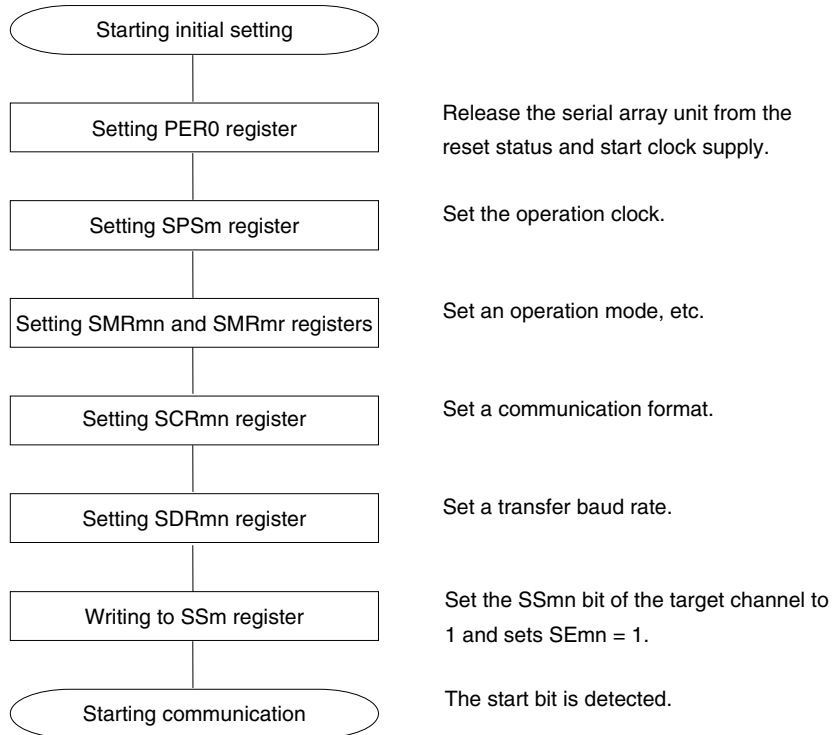 Starting initial setting
Setting PER0 register
Release the serial array unit from the
reset status and start clock supply.
Setting SPSm register
Set the operation clock.
Setting SMRmn and SMRmr registers
Set an operation mode, etc.
Setting SCRmn register
Set a communication format.
Setting SDRmn register
Set a transfer baud rate.
Writing to SSm register
Set the SSmn bit of the target channel to
1 and sets SEmn = 1.
Starting communication
The start bit is detected.